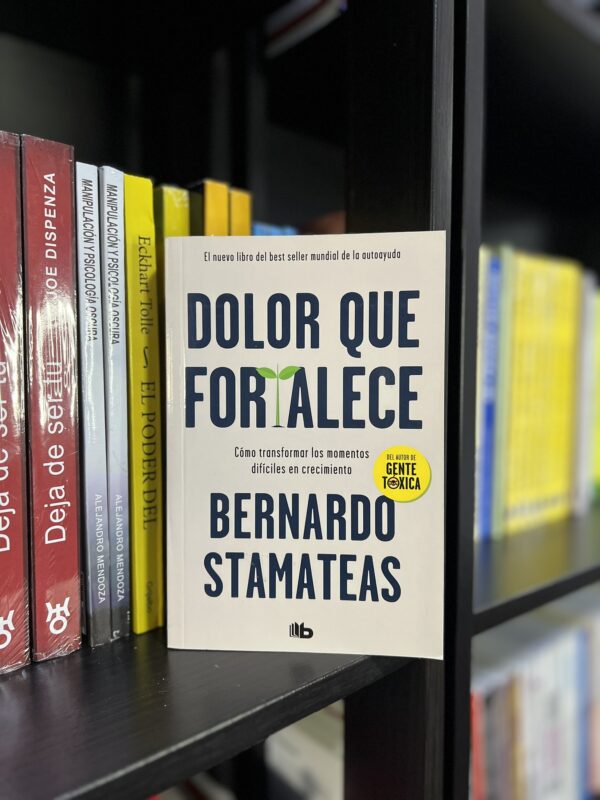 El nuevo libro del best seller mundial de la autoayuda
DOLOR QUE
FORTALECE
Cómo transformar los momentos
difíciles en crecimiento
DEL AUTOR DE
GENTE
TÓXICA
BERNARDO
STAMATEAS
b
Deja de ser tú
Deja de ser tú
JOE DISPENZA
MANIPULACIÓN Y PSICOLOGÍA OSCURA
ALEJANDRO MENDOZA
MANIPULACIÓN Y PSICOLOGÍA OSCURA
ALEJANDRO MENDOZA
Eckhart Tolle
EL PODER DEL
Grijalbo